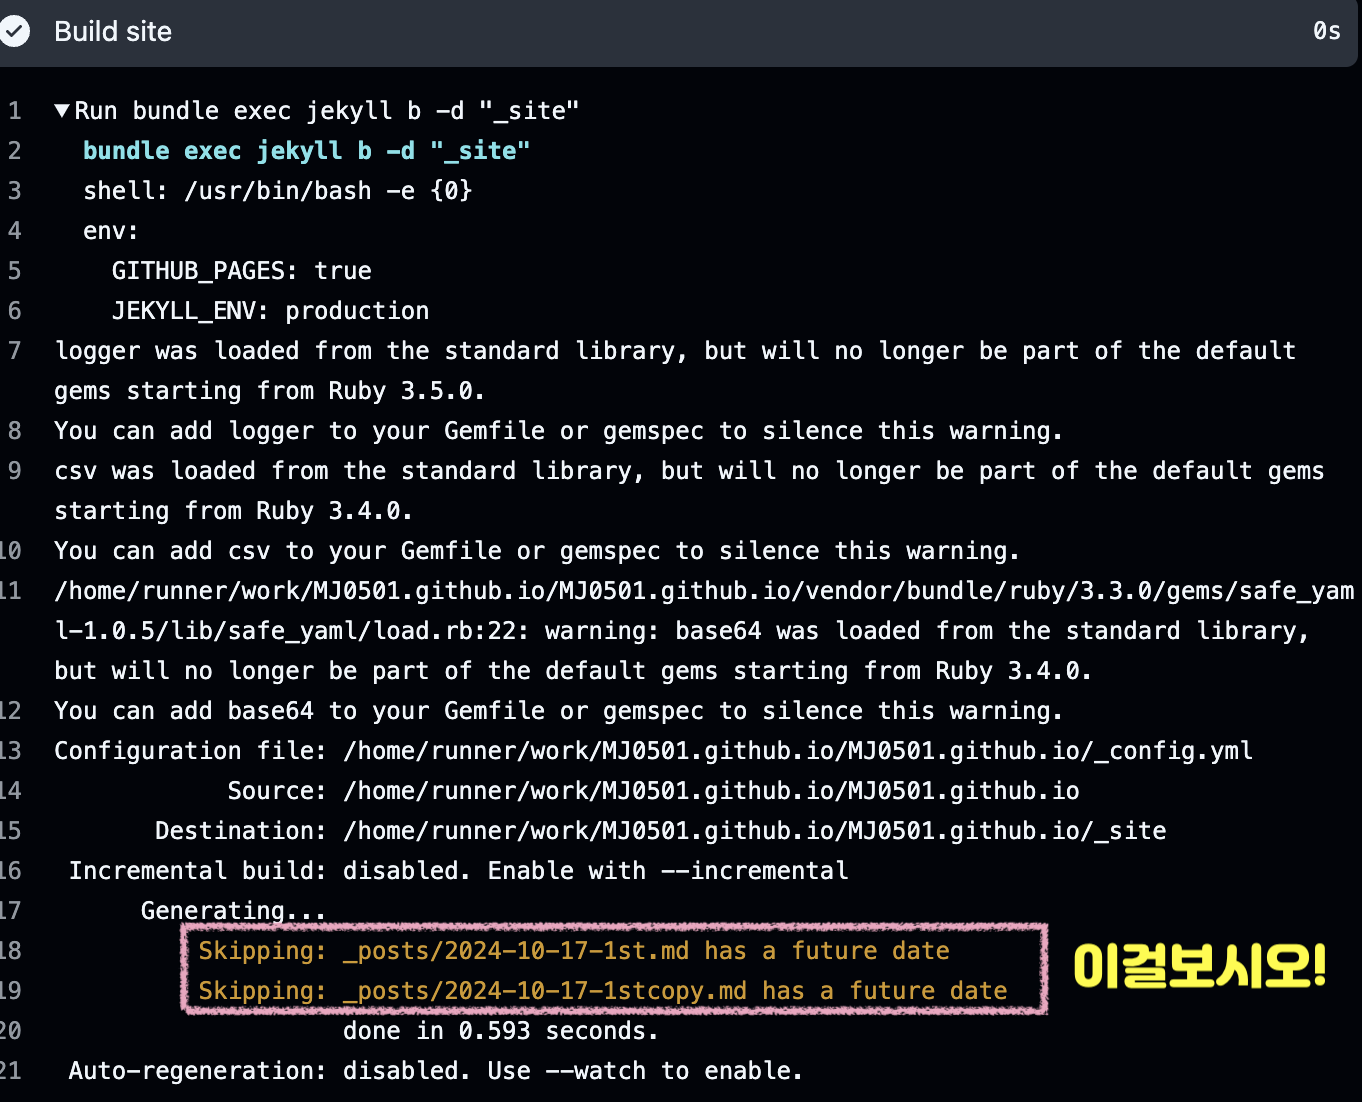 Build site
0s
1 ▼Run bundle exec jekyll b -d "_site"
2 bundle exec jekyll b -d "_site"
3 shell: /usr/bin/bash -e {0}
4 env:
5 GITHUB_PAGES: true
6 JEKYLL_ENV: production
7 logger was loaded from the standard library, but will no longer be part of the default
gems starting from Ruby 3.5.0.
8 You can add logger to your Gemfile or gemspec to silence this warning.
9 csv was loaded from the standard library, but will no longer be part of the default gems
starting from Ruby 3.4.0.
10 You can add csv to your Gemfile or gemspec to silence this warning.
11 /home/runner/work/MJ0501.github.io/MJ0501.github.io/vendor/bundle/ruby/3.3.0/gems/safe_yam
l-1.0.5/lib/safe_yaml/load.rb:22: warning: base64 was loaded from the standard library,
but will no longer be part of the default gems starting from Ruby 3.4.0.
12 You can add base64 to your Gemfile or gemspec to silence this warning.
13 Configuration file: /home/runner/work/MJ0501.github.io/MJ0501.github.io/_config.yml
14 Source: /home/runner/work/MJ0501.github.io/MJ0501.github.io
15 Destination: /home/runner/work/MJ0501.github.io/MJ0501.github.io/_site
16 Incremental build: disabled. Enable with --incremental
17 Generating...
18 Skipping: _posts/2024-10-17-1st.md has a future date
이걸보시오!
19 Skipping: _posts/2024-10-17-1stcopy.md has a future date
20 done in 0.593 seconds.
21 Auto-regeneration: disabled. Use --watch to enable.